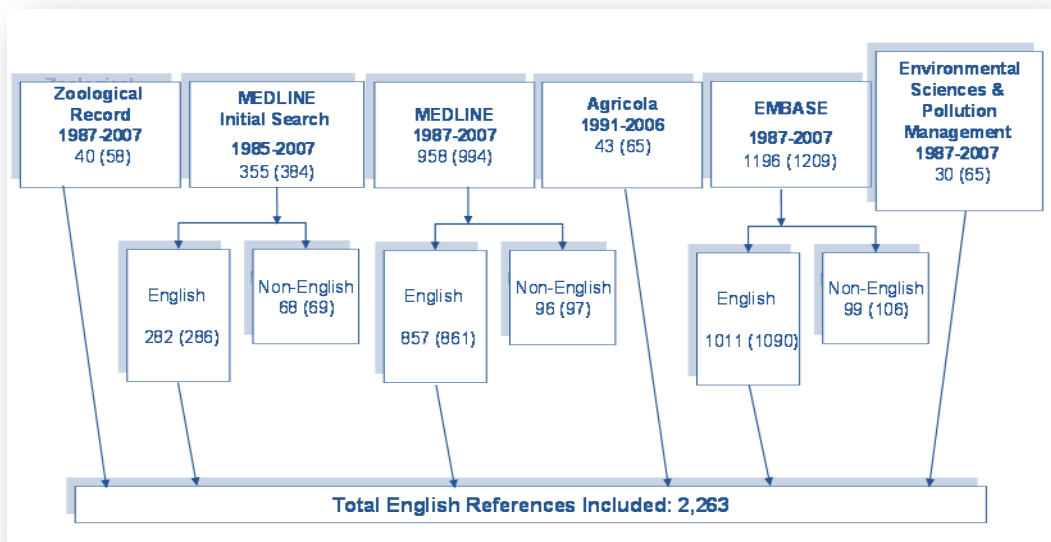 Zoological
Record
1987-2007
40 (58)
MEDLINE
Initial Search
1985-2007
355 (384)
MEDLINE
1987-2007
958 (994)
Agricola
1991-2006
43 (65)
EMBASE
1987-2007
1196 (1209)
Environmental
Sciences &
Pollution
Management
1987-2007
30 (65)
English
282 (286)
Non-English
68 (69)
English
857 (861)
Non-English
96 (97)
English
1011 (1090)
Non-English
99 (106)
Total English References Included: 2,263